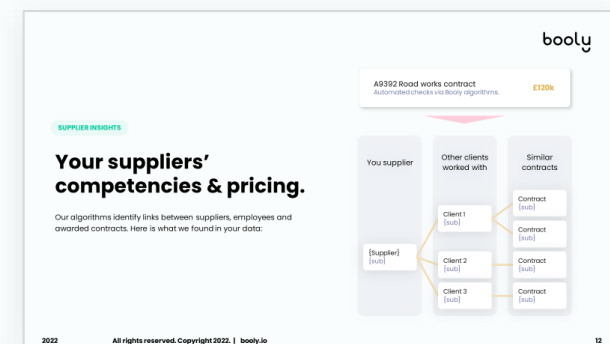 booly
A9392 Road works contract
Automated checks via Booly algorithms.
£120k
SUPPLIER INSIGHTS
Your suppliers’
competencies & pricing.
Our algorithms identify links between suppliers, employees and
awarded contracts. Here is what we found in your data:
You supplier
Other clients
worked with
Similar
contracts
{Supplier}
{sub}
Client 1
{sub}
Client 2
{sub}
Client 3
{sub}
Contract
{sub}
Contract
{sub}
Contract
{sub}
Contract
{sub}
2022
All rights reserved. Copyright 2022. | booly.io
12